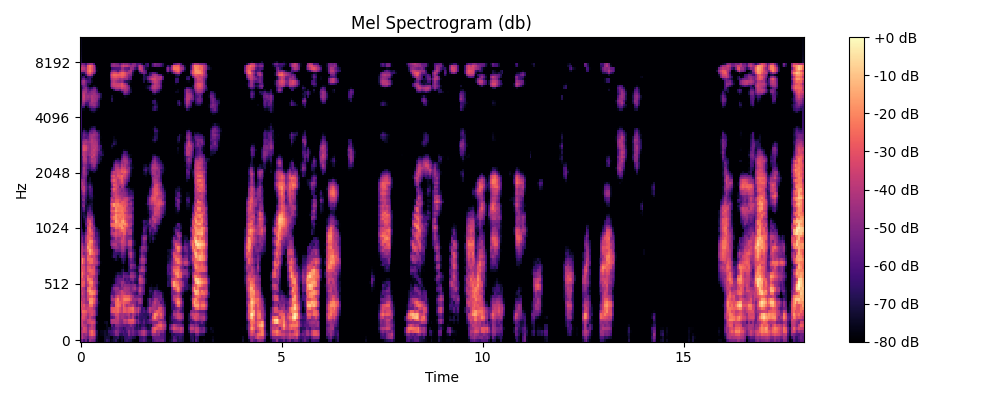 Mel Spectrogram (db)
8192
4096
2048
1024
512
0
Hz
0 5 10 15
Time
+0 dB
-10 dB
-20 dB
-30 dB
-40 dB
-50 dB
-60 dB
-70 dB
-80 dB